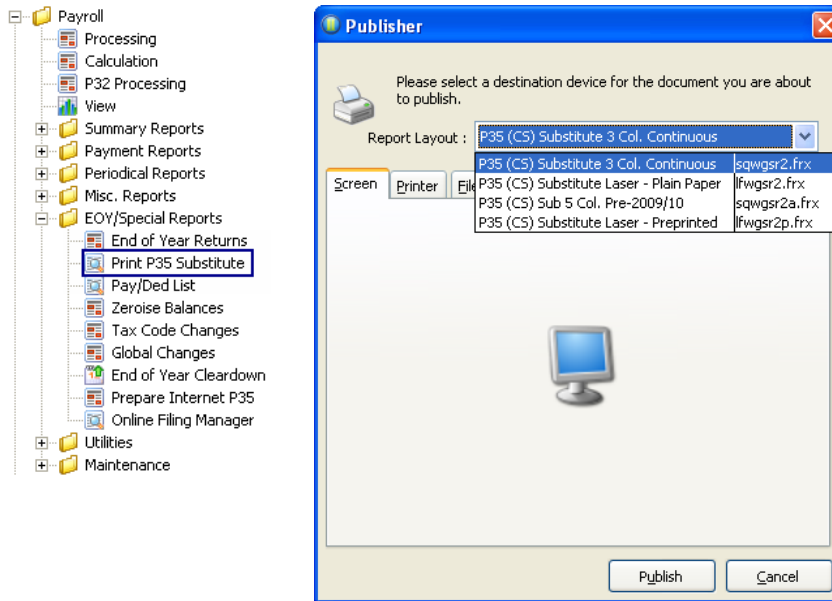 Payroll
Processing
Calculation
P32 Processing
View
Summary Reports
Payment Reports
Periodical Reports
Misc. Reports
EOY/Special Reports
End of Year Returns
Print P35 Substitute
Pay/Ded List
Zeroise Balances
Tax Code Changes
Global Changes
End of Year Cleardown
Prepare Internet P35
Online Filing Manager
Utilities
Maintenance
Publisher
Please select a destination device for the document you are about
to publish.
Report Layout : P35 (CS) Substitute 3 Col. Continuous
P35 (CS) Substitute 3 Col. Continuous sqwgsr2.frx
P35 (CS) Substitute Laser - Plain Paper lfwgsr2.frx
P35 (CS) Sub 5 Col. Pre-2009/10 sqwgsr2a.frx
P35 (CS) Substitute Laser - Preprinted lfwgsr2p.frx
Screen Printer
Publish Cancel